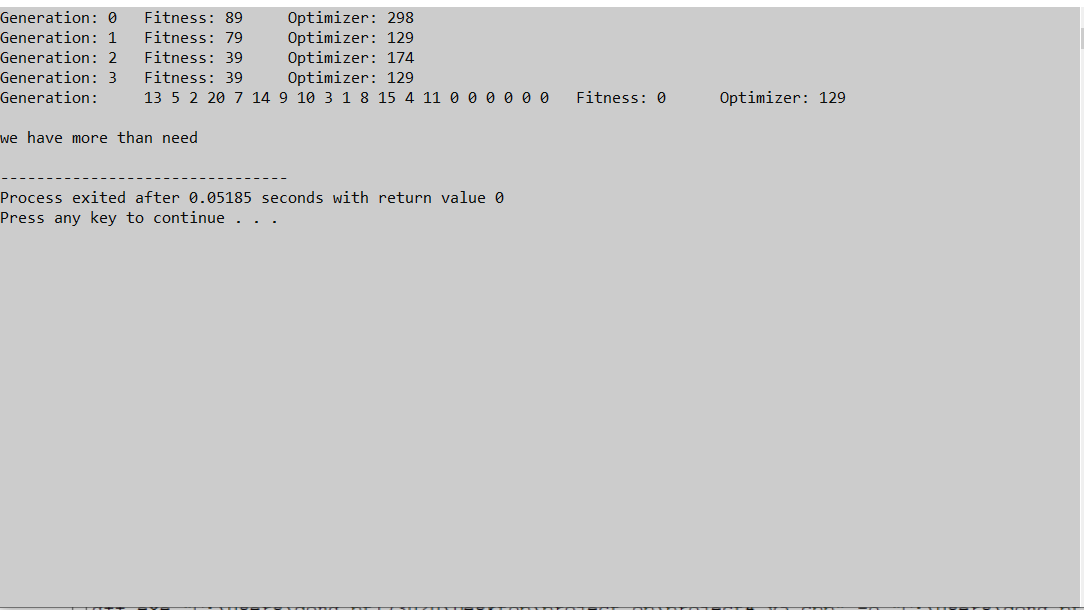 Generation: 0   Fitness: 89     Optimizer: 298
Generation: 1   Fitness: 79     Optimizer: 129
Generation: 2   Fitness: 39     Optimizer: 174
Generation: 3   Fitness: 39     Optimizer: 129
Generation:     13 5 2 20 7 14 9 10 3 1 8 15 4 11 0 0 0 0 0 0   Fitness: 0      Optimizer: 129
we have more than need
--------------------------------
Process exited after 0.05185 seconds with return value 0
Press any key to continue . . .